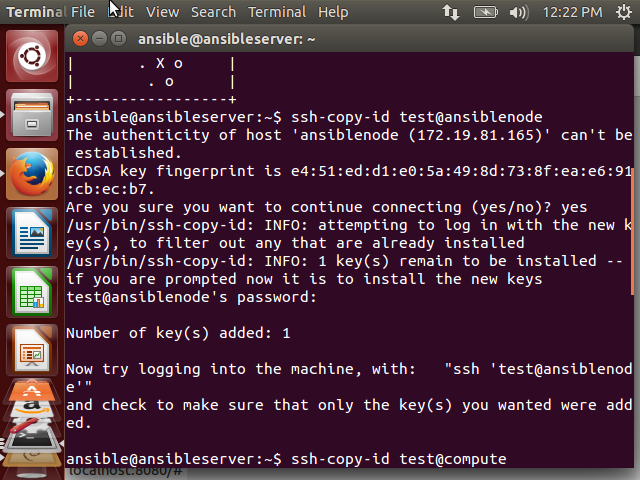 Terminal File Edit View Search Terminal Help 12:22 PM
ansible@ansibleserver: ~
| . X o |
| . o |
+-----------------+
ansible@ansibleserver:~$ ssh-copy-id test@ansiblenode
The authenticity of host 'ansiblenode (172.19.81.165)' can't be
 established.
ECDSA key fingerprint is e4:51:ed:d1:e0:5a:49:8d:73:8f:ea:e6:91
:cb:ec:b7.
Are you sure you want to continue connecting (yes/no)? yes
/usr/bin/ssh-copy-id: INFO: attempting to log in with the new k
ey(s), to filter out any that are already installed
/usr/bin/ssh-copy-id: INFO: 1 key(s) remain to be installed --
if you are prompted now it is to install the new keys
test@ansiblenode's password:
Number of key(s) added: 1
Now try logging into the machine, with:   "ssh 'test@ansiblenod
e'"
and check to make sure that only the key(s) you wanted were add
ed.
ansible@ansibleserver:~$ ssh-copy-id test@compute
localhost:8080/#